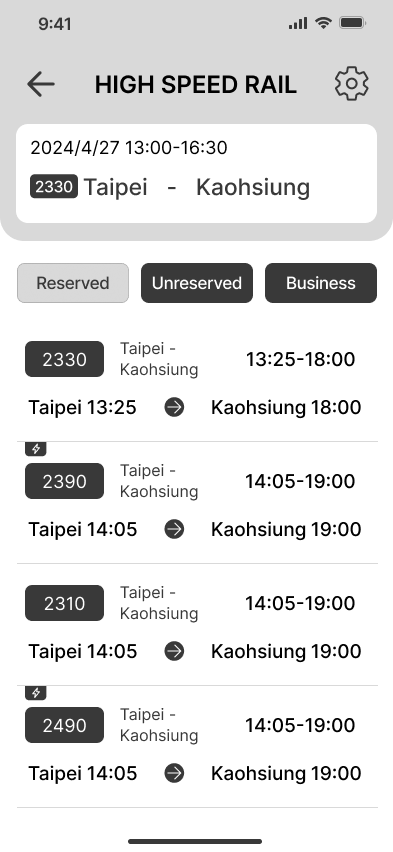 9:41
HIGH SPEED RAIL
2024/4/27 13:00-16:30
2330 Taipei - Kaohsiung
Reserved Unreserved Business
2330 Taipei - 13:25-18:00
Kaohsiung
Taipei 13:25 Kaohsiung 18:00
2390 Taipei - 14:05-19:00
Kaohsiung
Taipei 14:05 Kaohsiung 19:00
2310 Taipei - 14:05-19:00
Kaohsiung
Taipei 14:05 Kaohsiung 19:00
2490 Taipei - 14:05-19:00
Kaohsiung
Taipei 14:05 Kaohsiung 19:00